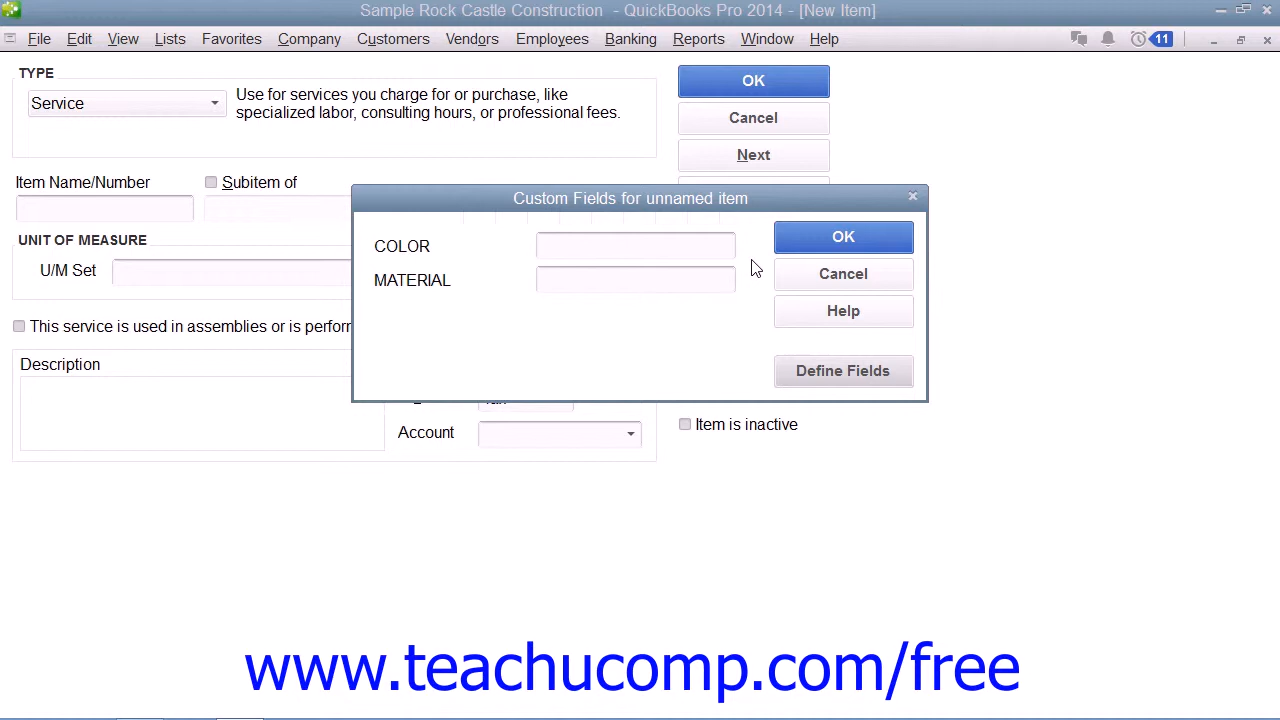 Sample Rock Castle Construction - QuickBooks Pro 2014 - [New Item]
File Edit View Lists Favorites Company Customers Vendors Employees Banking Reports Window Help 11
TYPE
Service
Use for services you charge for or purchase, like
specialized labor, consulting hours, or professional fees.
OK
Cancel
Next
Item Name/Number
Subitem of
UNIT OF MEASURE
U/M Set
This service is used in assemblies or is perform
Description
Account
Item is inactive
Custom Fields for unnamed item
COLOR
MATERIAL
OK
Cancel
Help
Define Fields
www.teachucomp.com/free